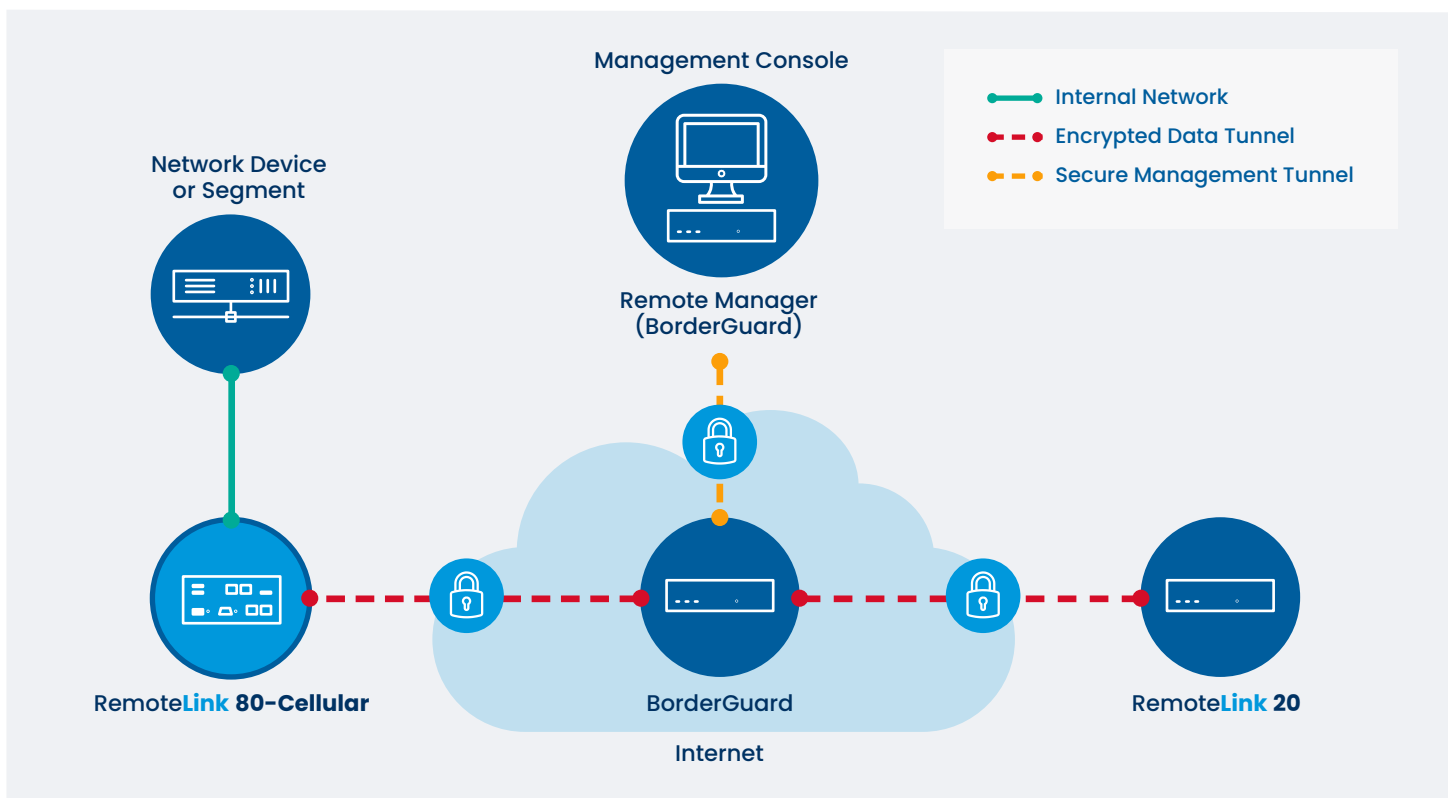 Management Console
Internal Network
Encrypted Data Tunnel
Secure Management Tunnel
Network Device
or Segment
Remote Manager
(BorderGuard)
RemoteLink 80-Cellular
BorderGuard
RemoteLink 20
Internet